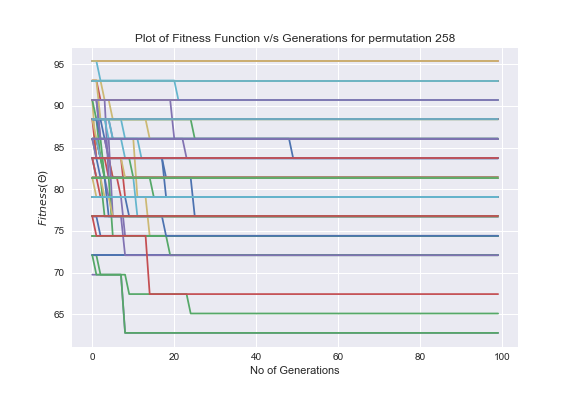 Plot of Fitness Function v/s Generations for permutation 258
Fitness(Θ)
95
90
85
80
75
70
65
0 20 40 60 80 100
No of Generations